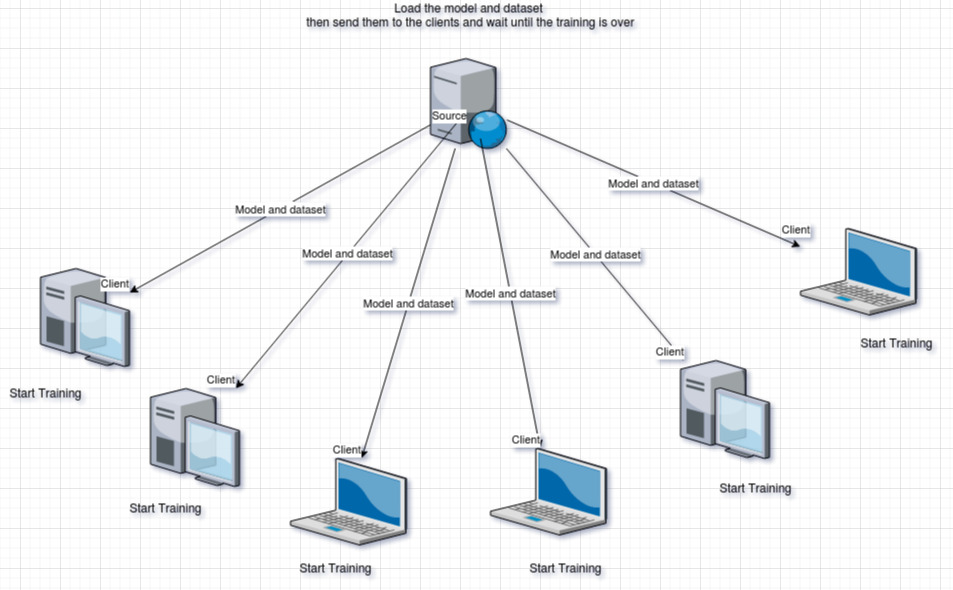 Load the model and dataset
then send them to the clients and wait until the training is over
Source
Model and dataset
Model and dataset
Model and dataset
Model and dataset
Model and dataset
Model and dataset
Client
Client
Client
Client
Client
Client
Start Training
Start Training
Start Training
Start Training
Start Training
Start Training